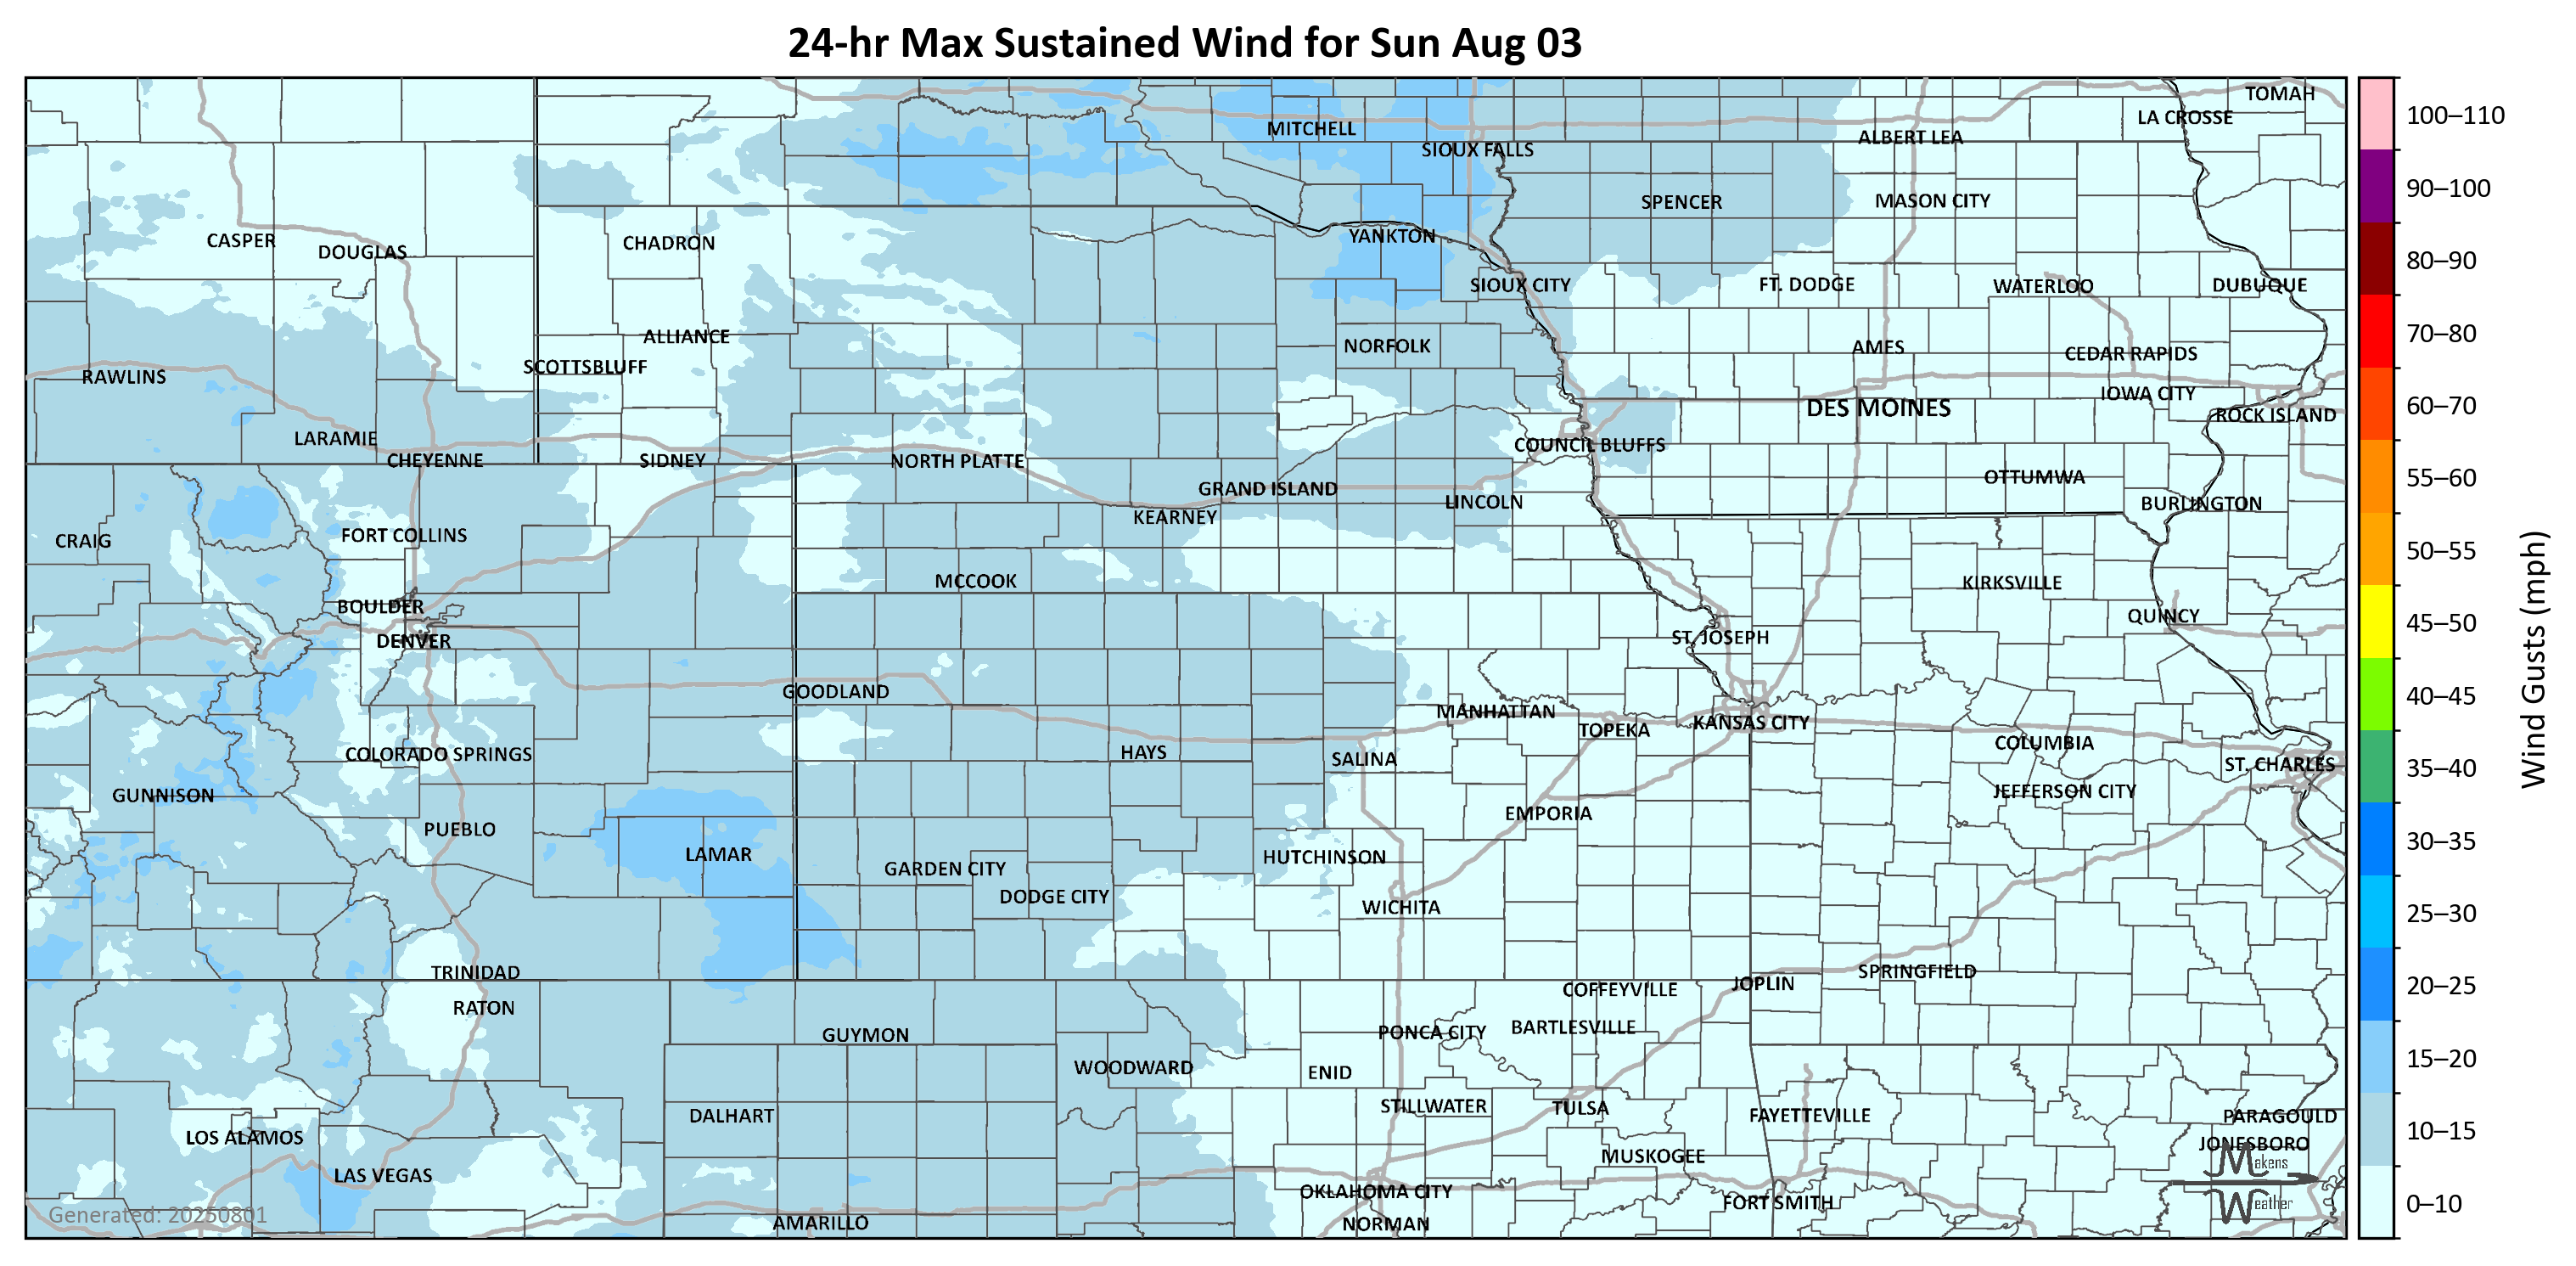 24-hr Max Sustained Wind for Sun Aug 03
TOMAH
LA CROSSE
MITCHELL
ALBERT LEA
SIOUX FALLS
SPENCER
MASON CITY
CASPER
DOUGLAS
CHADRON
YANKTON
SIOUX CITY
FT. DODGE
WATERLOO
DUBUQUE
ALLIANCE
NORFOLK
AMES
CEDAR RAPIDS
SCOTTSBLUFF
RAWLINS
IOWA CITY
DES MOINES
ROCK ISLAND
LARAMIE
COUNCIL BLUFFS
CHEYENNE
SIDNEY
NORTH PLATTE
OTTUMWA
GRAND ISLAND
LINCOLN
BURLINGTON
KEARNEY
CRAIG
FORT COLLINS
MCCOOK
KIRKSVILLE
BOULDER
QUINCY
DENVER
ST. JOSEPH
GOODLAND
MANHATTAN
TOPEKA
KANSAS CITY
COLORADO SPRINGS
HAYS
SALINA
COLUMBIA
ST. CHARLES
GUNNISON
JEFFERSON CITY
EMPORIA
PUEBLO
LAMAR
GARDEN CITY
HUTCHINSON
DODGE CITY
WICHITA
TRINIDAD
SPRINGFIELD
JOPLIN
COFFEYVILLE
RATON
GUYMON
PONCA CITY
BARTLESVILLE
WOODWARD
ENID
DALHART
STILLWATER
TULSA
FAYETTEVILLE
PARAGOULD
LOS ALAMOS
JONESBORO
MUSKOGEE
LAS VEGAS
OKLAHOMA CITY
FORT SMITH
AMARILLO
NORMAN
Generated: 20250801
Makens
Weather
100–110
90–100
80–90
70–80
60–70
55–60
50–55
45–50
40–45
35–40
30–35
25–30
20–25
15–20
10–15
0–10
Wind Gusts (mph)